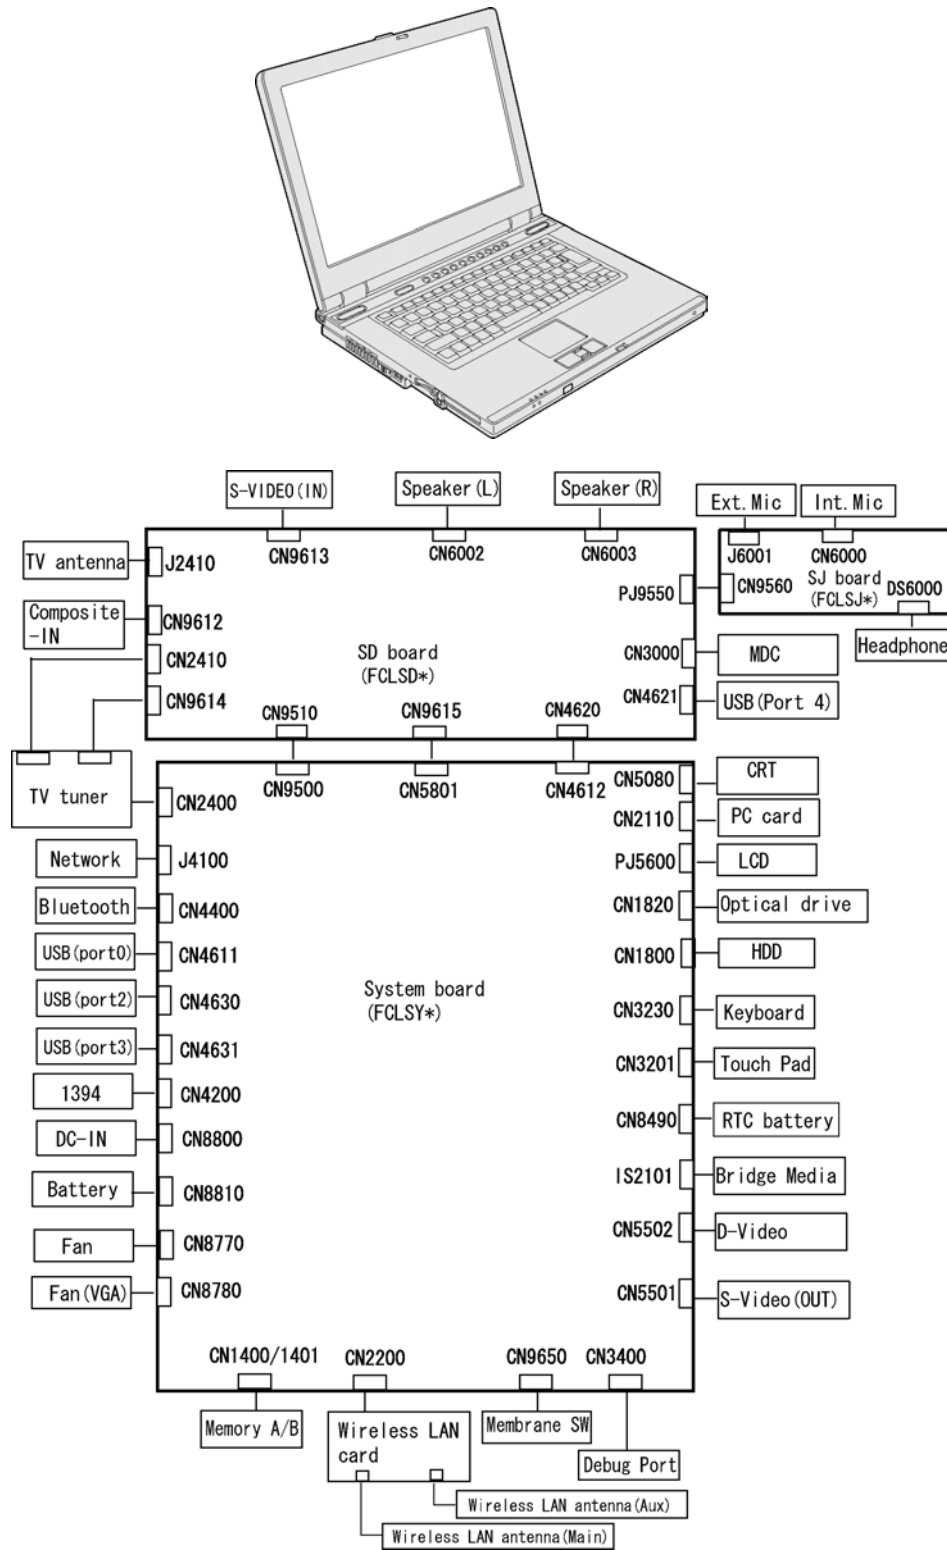 S-VIDEO(IN)
Speaker(L)
Speaker(R)
Ext.Mic
Int.Mic
TV antenna
J2410
CN9613
CN6002
CN6003
J6001
CN6000
PJ9550
CN9560
SJ board
(FCLSJ*)
DS6000
Composite
-IN
CN9612
CN2410
SD board
(FCLSD*)
CN3000
MDC
Headphone
CN9614
CN9510
CN9615
CN4620
CN4621
USB(Port 4)
TV tuner
CN2400
CN9500
CN5801
CN4612
CN5080
CRT
CN2110
PC card
Network
J4100
PJ5600
LCD
Bluetooth
CN4400
CN1820
Optical drive
USB(port0)
CN4611
CN1800
HDD
USB(port2)
CN4630
System board
(FCLSY*)
CN3230
Keyboard
USB(port3)
CN4631
CN3201
Touch Pad
1394
CN4200
CN8490
RTC battery
DC-IN
CN8800
IS2101
Bridge Media
Battery
CN8810
CN5502
D-Video
Fan
CN8770
Fan(VGA)
CN8780
CN5501
S-Video(OUT)
CN1400/1401
CN2200
CN9650
CN3400
Memory A/B
Wireless LAN
card
Membrane SW
Debug Port
Wireless LAN antenna(Aux)
Wireless LAN antenna(Main)